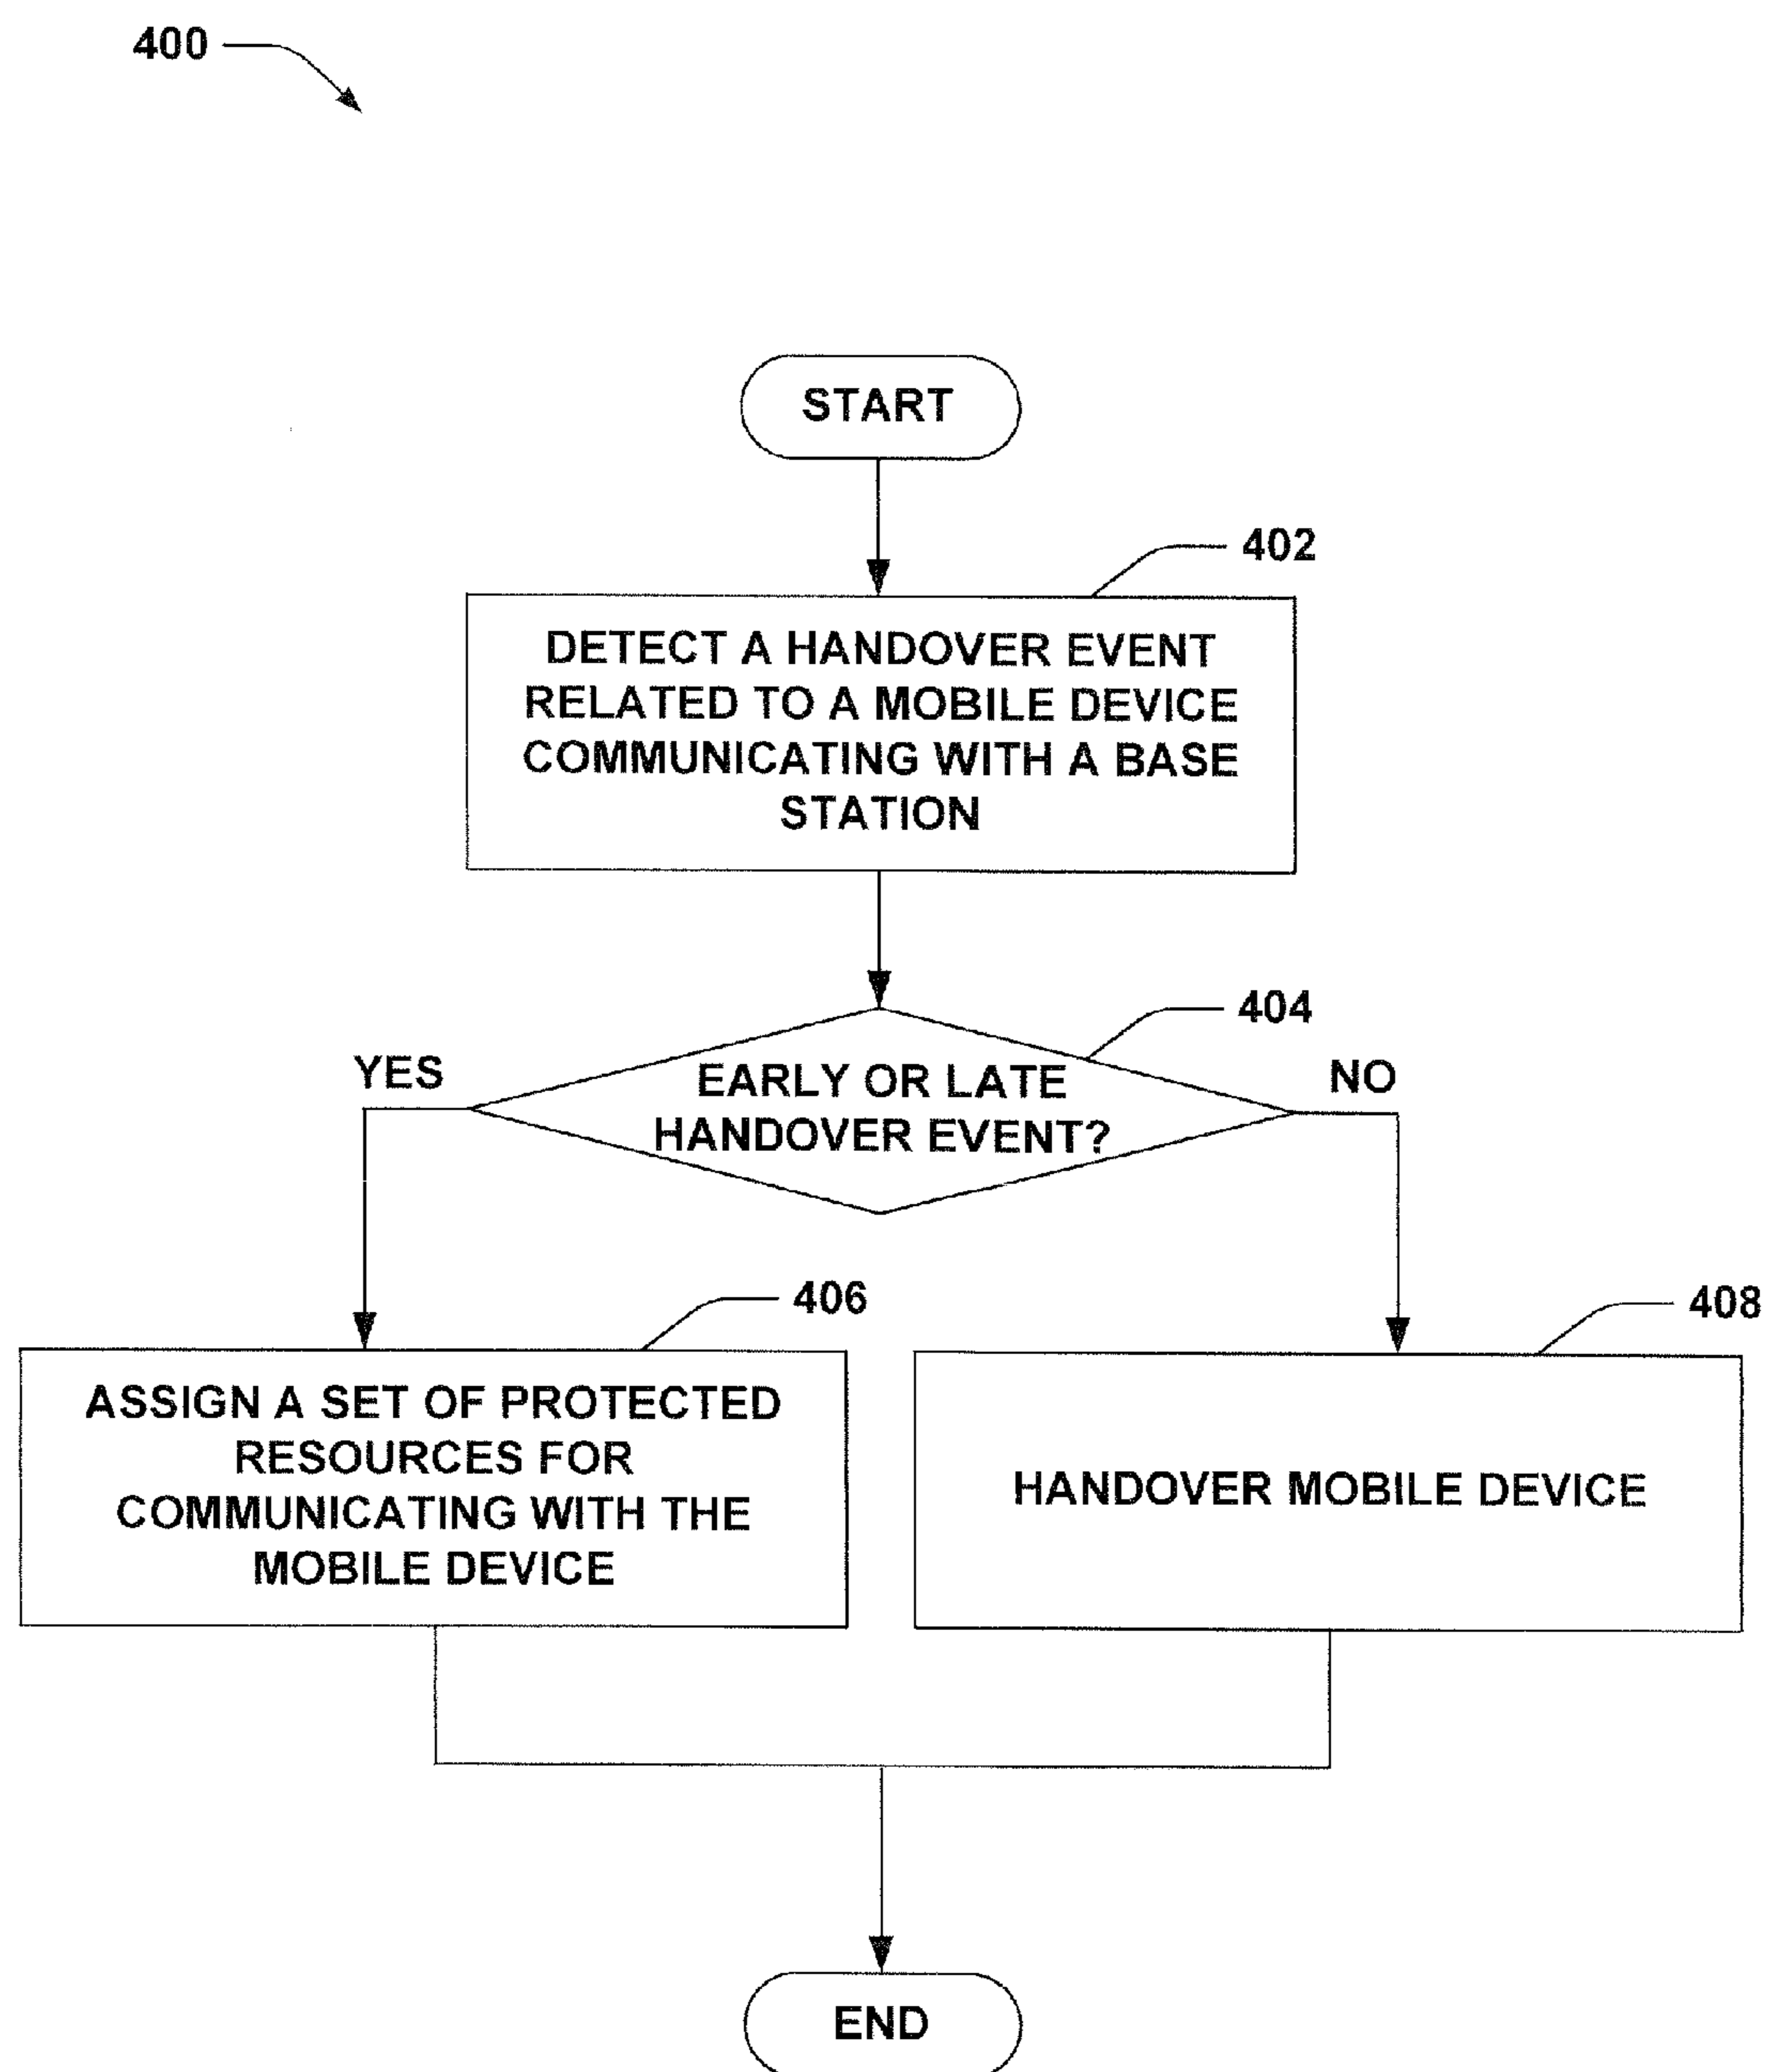 400
START
402
DETECT A HANDOVER EVENT
RELATED TO A MOBILE DEVICE
COMMUNICATING WITH A BASE
STATION
404
YES
EARLY OR LATE
HANDOVER EVENT?
NO
406
ASSIGN A SET OF PROTECTED
RESOURCES FOR
COMMUNICATING WITH THE
MOBILE DEVICE
408
HANDOVER MOBILE DEVICE
END